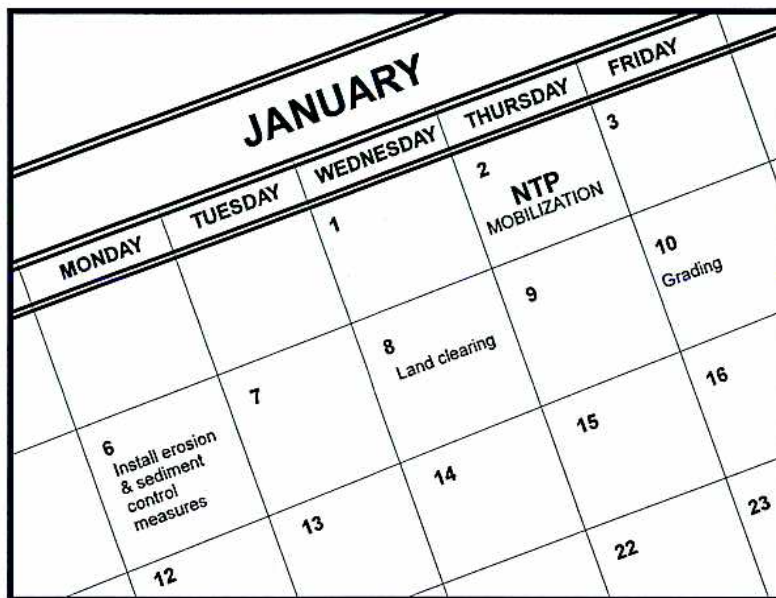 JANUARY
MONDAY TUESDAY WEDNESDAY THURSDAY FRIDAY
1
2
NTP
MOBILIZATION
3
6
Install erosion
& sediment
control
measures
7
8
Land clearing
9
10
Grading
12
13
14
15
16
22
23